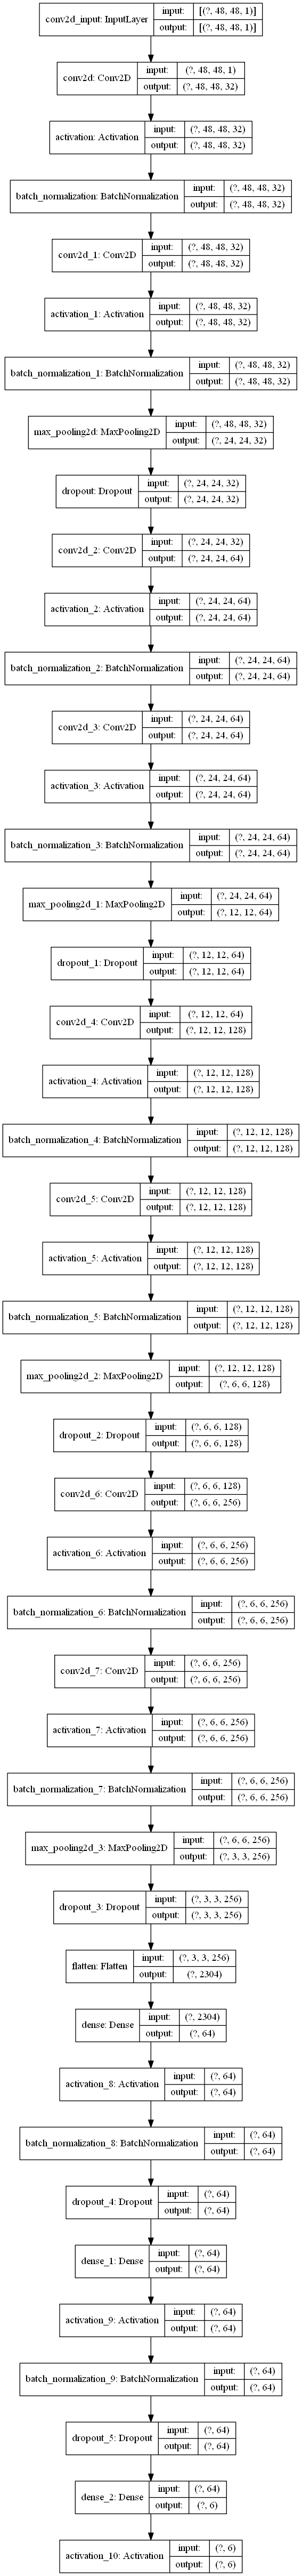 conv2d_input: InputLayer input: [(?, 48, 48, 1)]
output: [(?, 48, 48, 1)]
conv2d: Conv2D input: (?, 48, 48, 1)
output: (?, 48, 48, 32)
activation: Activation input: (?, 48, 48, 32)
output: (?, 48, 48, 32)
batch_normalization: BatchNormalization input: (?, 48, 48, 32)
output: (?, 48, 48, 32)
conv2d_1: Conv2D input: (?, 48, 48, 32)
output: (?, 48, 48, 32)
activation_1: Activation input: (?, 48, 48, 32)
output: (?, 48, 48, 32)
batch_normalization_1: BatchNormalization input: (?, 48, 48, 32)
output: (?, 48, 48, 32)
max_pooling2d: MaxPooling2D input: (?, 48, 48, 32)
output: (?, 24, 24, 32)
dropout: Dropout input: (?, 24, 24, 32)
output: (?, 24, 24, 32)
conv2d_2: Conv2D input: (?, 24, 24, 32)
output: (?, 24, 24, 64)
activation_2: Activation input: (?, 24, 24, 64)
output: (?, 24, 24, 64)
batch_normalization_2: BatchNormalization input: (?, 24, 24, 64)
output: (?, 24, 24, 64)
conv2d_3: Conv2D input: (?, 24, 24, 64)
output: (?, 24, 24, 64)
activation_3: Activation input: (?, 24, 24, 64)
output: (?, 24, 24, 64)
batch_normalization_3: BatchNormalization input: (?, 24, 24, 64)
output: (?, 24, 24, 64)
max_pooling2d_1: MaxPooling2D input: (?, 24, 24, 64)
output: (?, 12, 12, 64)
dropout_1: Dropout input: (?, 12, 12, 64)
output: (?, 12, 12, 64)
conv2d_4: Conv2D input: (?, 12, 12, 64)
output: (?, 12, 12, 128)
activation_4: Activation input: (?, 12, 12, 128)
output: (?, 12, 12, 128)
batch_normalization_4: BatchNormalization input: (?, 12, 12, 128)
output: (?, 12, 12, 128)
conv2d_5: Conv2D input: (?, 12, 12, 128)
output: (?, 12, 12, 128)
activation_5: Activation input: (?, 12, 12, 128)
output: (?, 12, 12, 128)
batch_normalization_5: BatchNormalization input: (?, 12, 12, 128)
output: (?, 12, 12, 128)
max_pooling2d_2: MaxPooling2D input: (?, 12, 12, 128)
output: (?, 6, 6, 128)
dropout_2: Dropout input: (?, 6, 6, 128)
output: (?, 6, 6, 128)
conv2d_6: Conv2D input: (?, 6, 6, 128)
output: (?, 6, 6, 256)
activation_6: Activation input: (?, 6, 6, 256)
output: (?, 6, 6, 256)
batch_normalization_6: BatchNormalization input: (?, 6, 6, 256)
output: (?, 6, 6, 256)
conv2d_7: Conv2D input: (?, 6, 6, 256)
output: (?, 6, 6, 256)
activation_7: Activation input: (?, 6, 6, 256)
output: (?, 6, 6, 256)
batch_normalization_7: BatchNormalization input: (?, 6, 6, 256)
output: (?, 6, 6, 256)
max_pooling2d_3: MaxPooling2D input: (?, 6, 6, 256)
output: (?, 3, 3, 256)
dropout_3: Dropout input: (?, 3, 3, 256)
output: (?, 3, 3, 256)
flatten: Flatten input: (?, 3, 3, 256)
output: (?, 2304)
dense: Dense input: (?, 2304)
output: (?, 64)
activation_8: Activation input: (?, 64)
output: (?, 64)
batch_normalization_8: BatchNormalization input: (?, 64)
output: (?, 64)
dropout_4: Dropout input: (?, 64)
output: (?, 64)
dense_1: Dense input: (?, 64)
output: (?, 64)
activation_9: Activation input: (?, 64)
output: (?, 64)
batch_normalization_9: BatchNormalization input: (?, 64)
output: (?, 64)
dropout_5: Dropout input: (?, 64)
output: (?, 64)
dense_2: Dense input: (?, 64)
output: (?, 6)
activation_10: Activation input: (?, 6)
output: (?, 6)